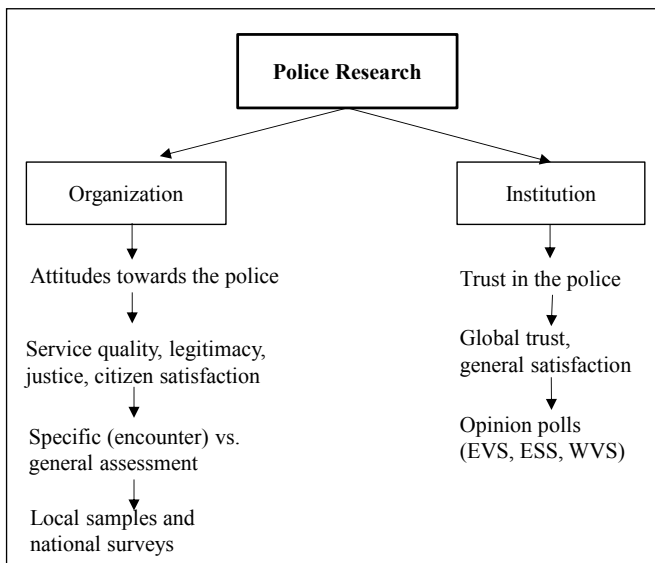 Police Research
Organization
Attitudes towards the police
Service quality, legitimacy,
justice, citizen satisfaction
Specific (encounter) vs.
general assessment
Local samples and
national surveys
Institution
Trust in the police
Global trust,
general satisfaction
Opinion polls
(EVS, ESS, WVS)